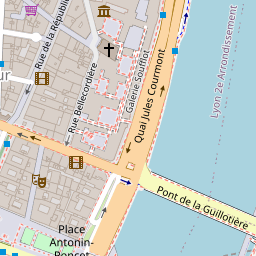 Rue de la République
Rue Bellecordière
Galerie Soufflot
Quai Jules Courmont
Lyon 2e Arrondissement
Pont de la Guillotière
Place
Antonin-
Poncet
ur